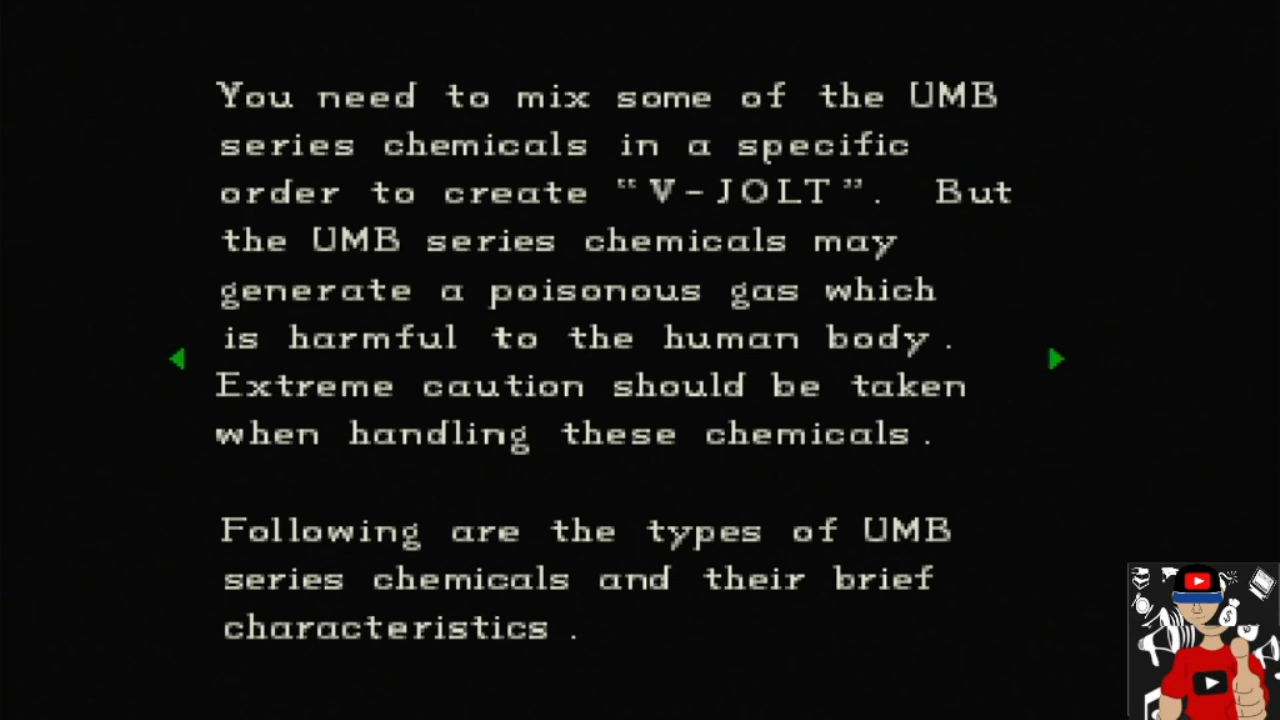 You need to mix some of the UMB
series chemicals in a specific
order to create “V-JOLT”. But
the UMB series chemicals may
generate a poisonous gas which
is harmful to the human body.
Extreme caution should be taken
when handling these chemicals.
Following are the types of UMB
series chemicals and their brief
characteristics.